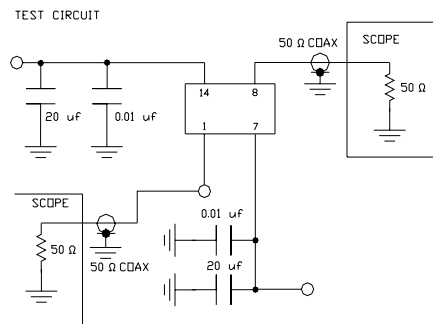 TEST CIRCUIT
50 Ω COAX
SCOPE
14
8
50 Ω
20 uf
0.01 uf
1
7
SCOPE
0.01 uf
50 Ω
50 Ω COAX
20 uf